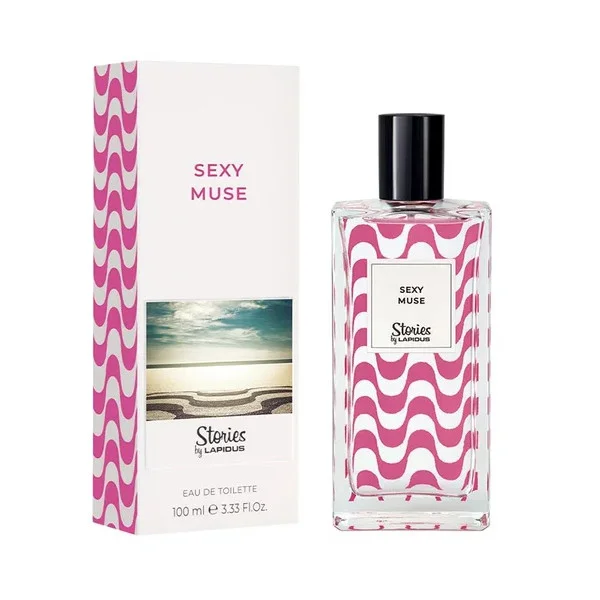 SEXY
MUSE
Stories
by LAPIDUS
EAU DE TOILETTE
100 ml ℮ 3.33 Fl.Oz.
SEXY
MUSE
Stories
by LAPIDUS